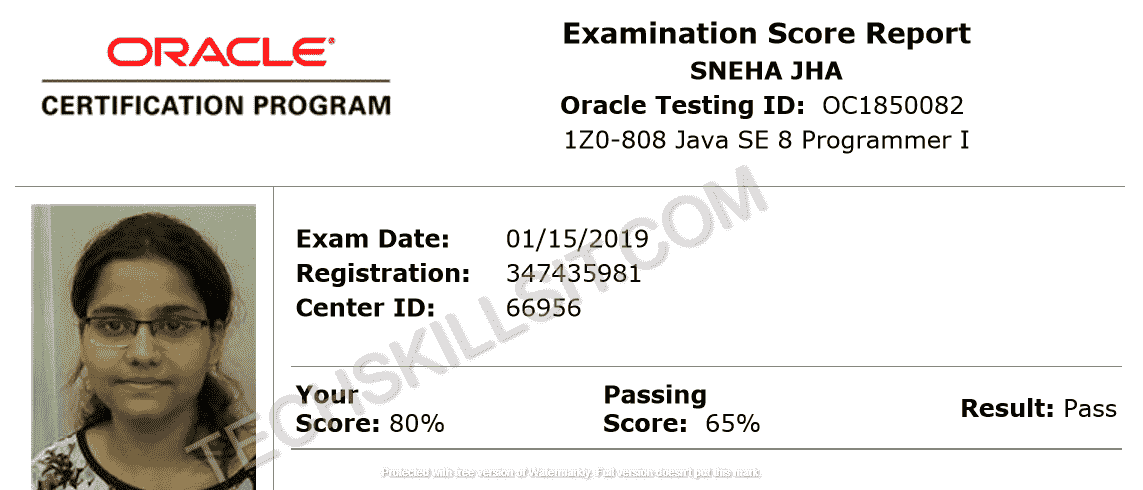 ORACLE
CERTIFICATION PROGRAM
Examination Score Report
SNEHA JHA
Oracle Testing ID: OC1850082
1Z0-808 Java SE 8 Programmer I
Exam Date: 01/15/2019
Registration: 347435981
Center ID: 66956
Your Score: 80%
Passing Score: 65%
Result: Pass
TECHSKILLSIT.COM
Protected with free version of Watermarkly. Full version doesn't put this mark.